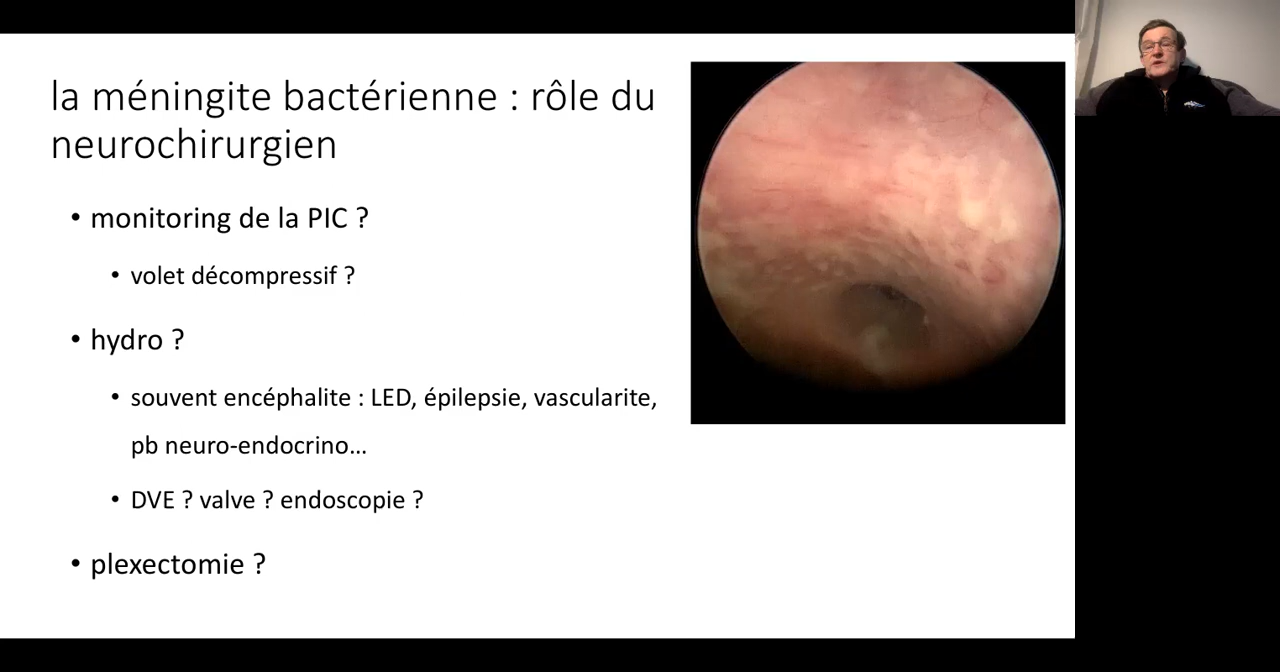 la méningite bactérienne : rôle du
neurochirurgien
• monitoring de la PIC ?
• volet décompressif ?
• hydro ?
• souvent encéphalite : LED, épilepsie, vascularite,
pb neuro-endocrino...
• DVE ? valve ? endoscopie ?
• plexectomie ?